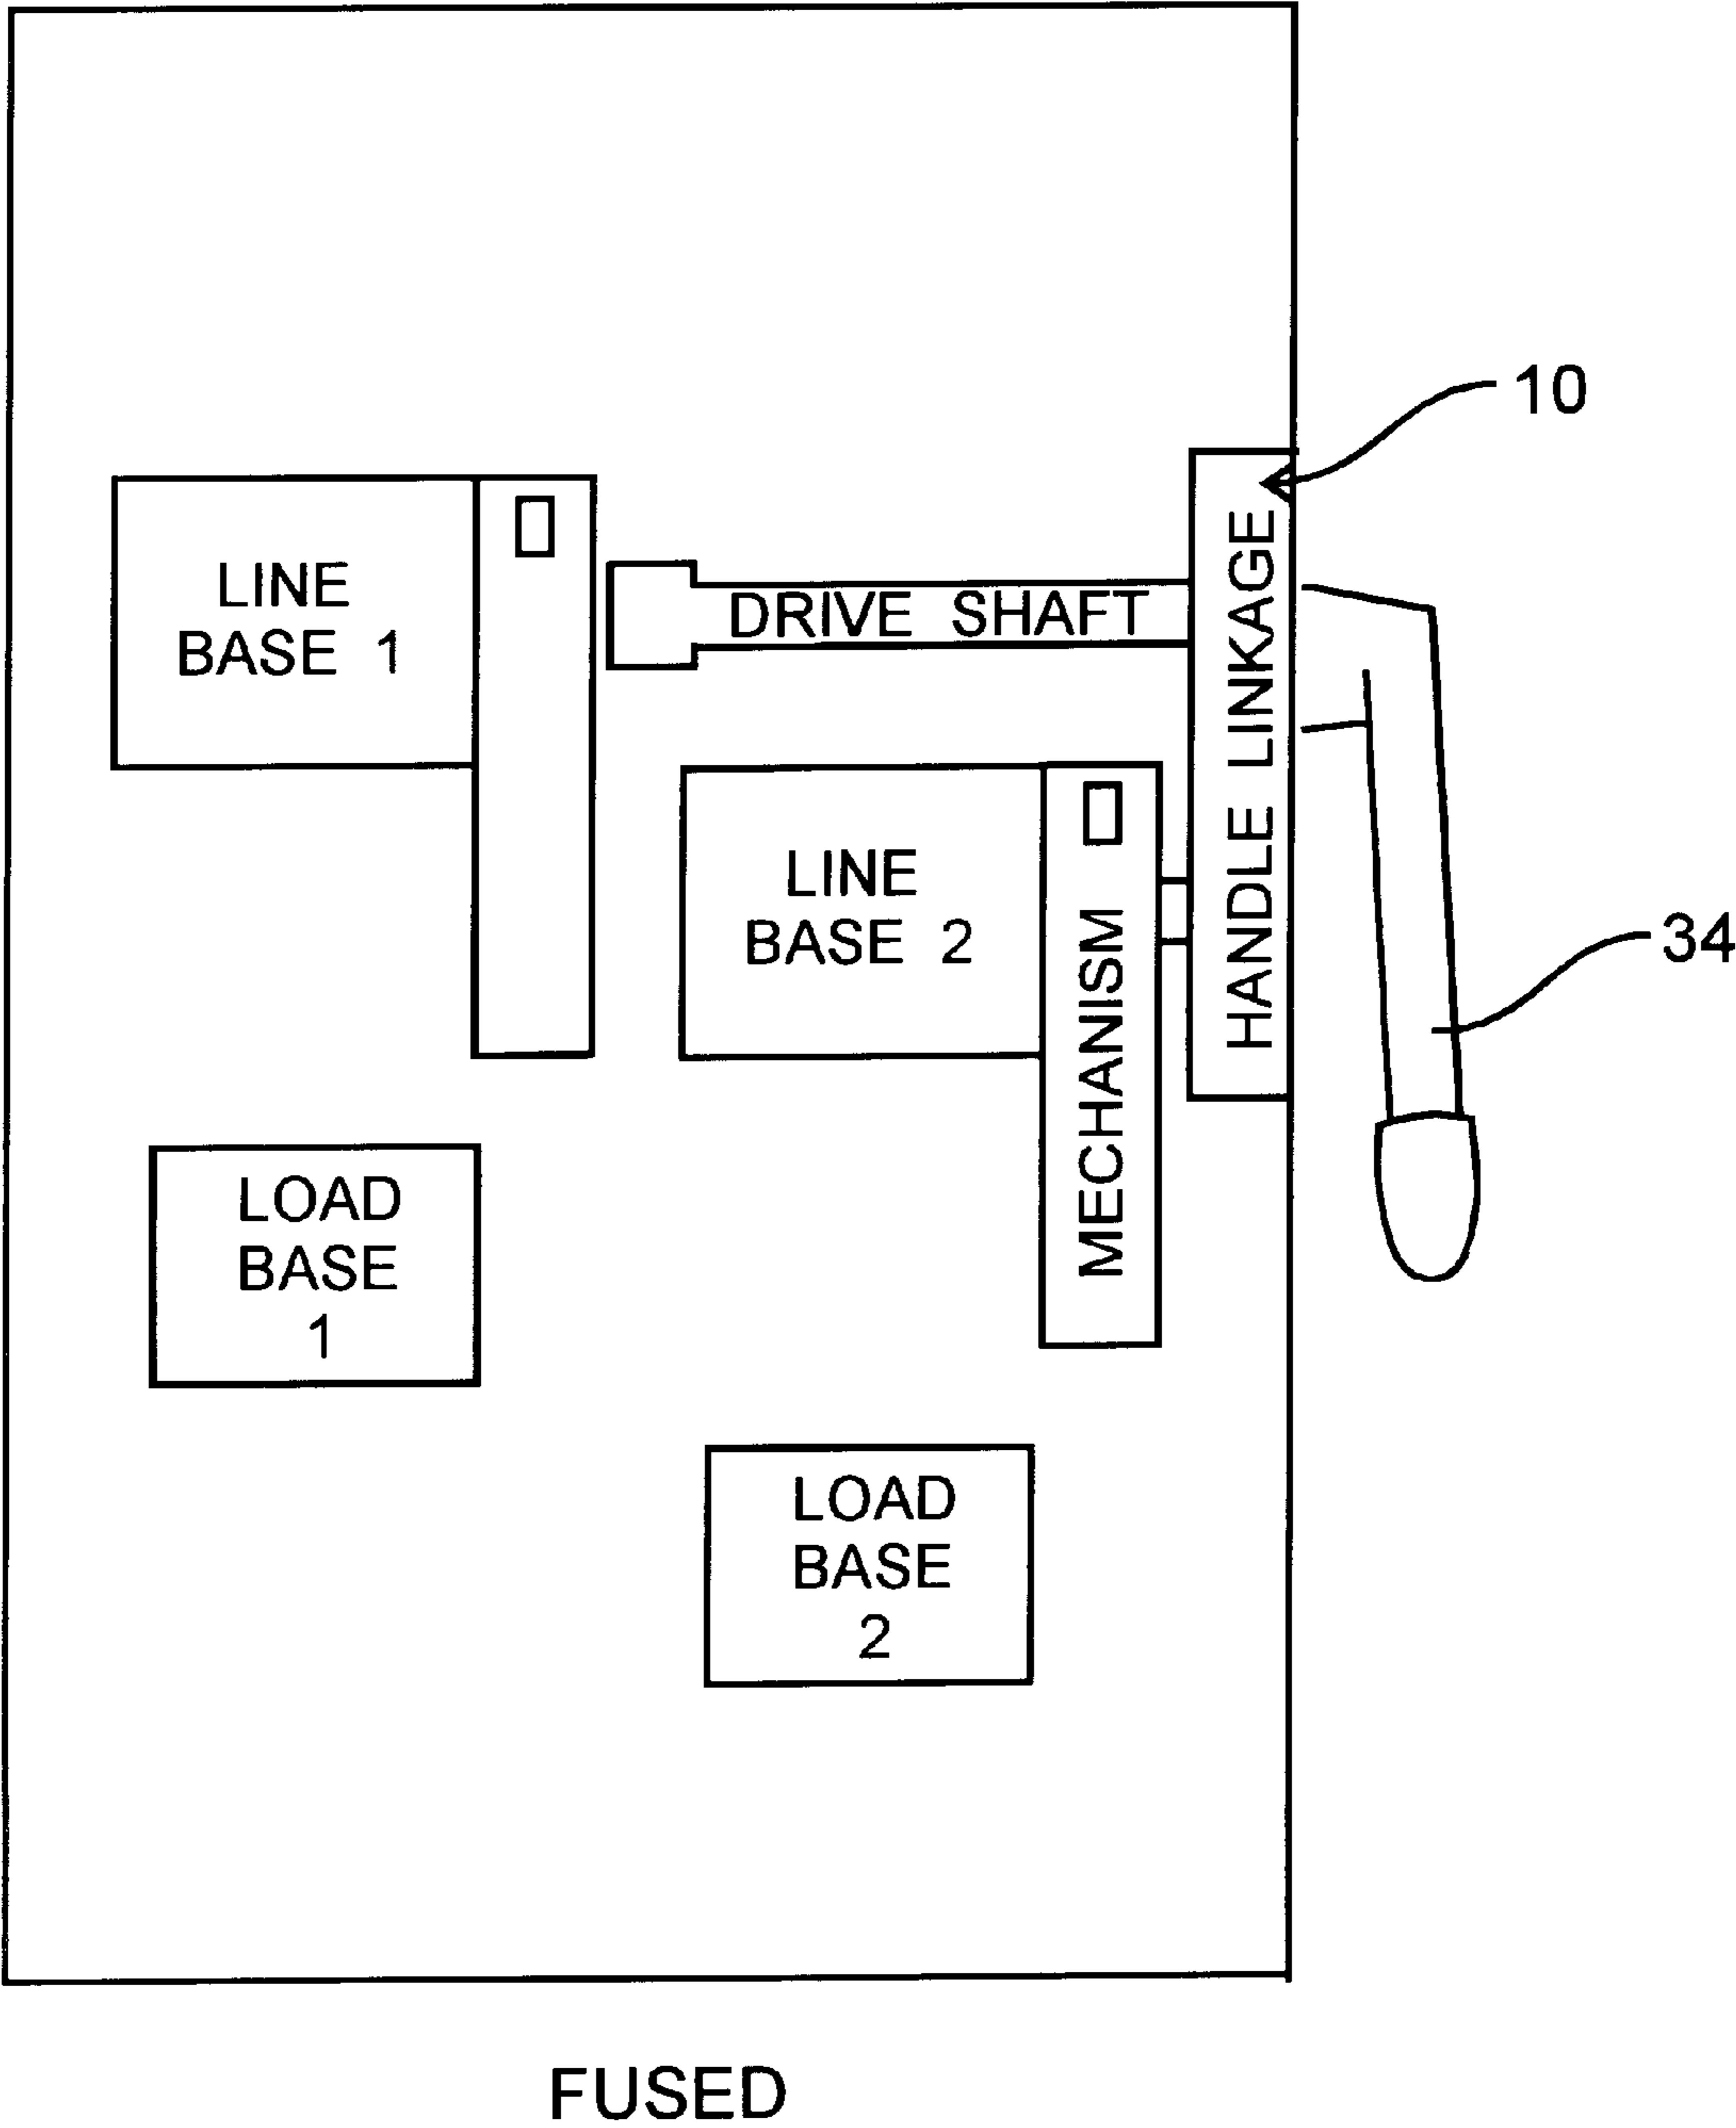 10
LINE
BASE 1
DRIVE SHAFT
HANDLE LINKAGE
LINE
BASE 2
MECHANISM
34
LOAD
BASE
1
LOAD
BASE
2
FUSED